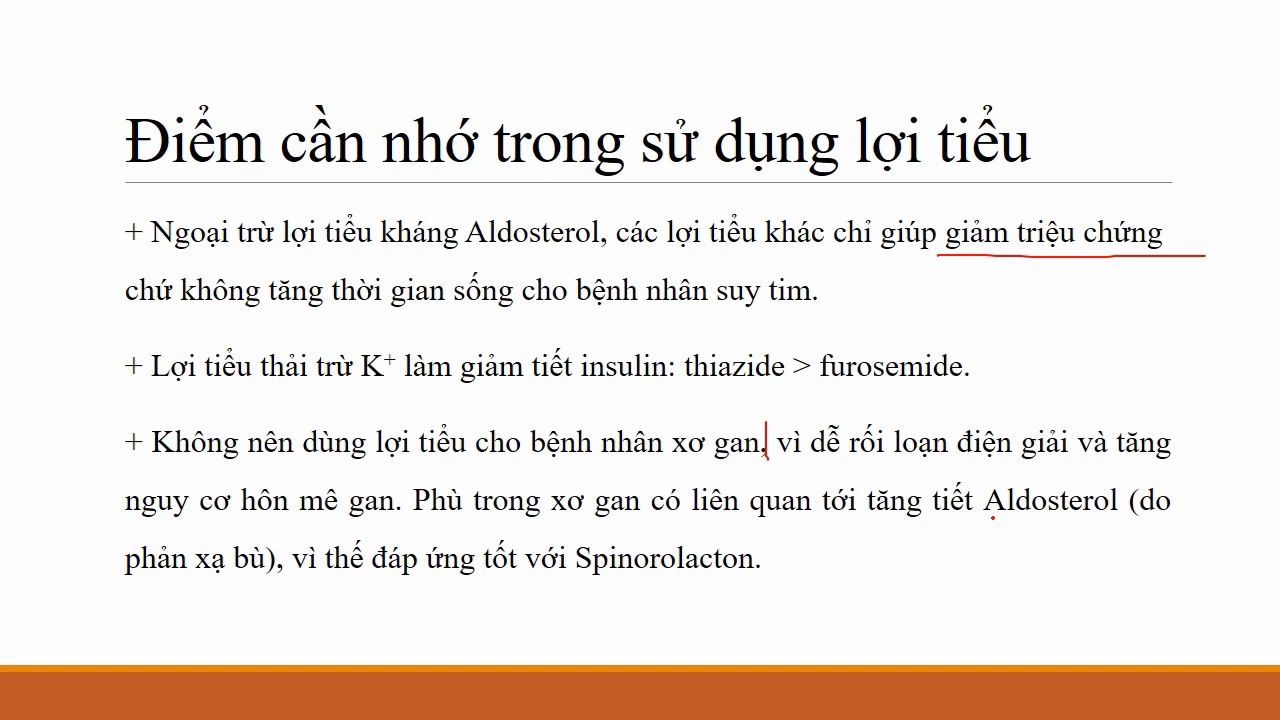 Điểm cần nhớ trong sử dụng lợi tiểu
+ Ngoại trừ lợi tiểu kháng Aldosterol, các lợi tiểu khác chỉ giúp giảm triệu chứng
chứ không tăng thời gian sống cho bệnh nhân suy tim.
+ Lợi tiểu thải trừ K⁺ làm giảm tiết insulin: thiazide > furosemide.
+ Không nên dùng lợi tiểu cho bệnh nhân xơ gan, vì dễ rối loạn điện giải và tăng
nguy cơ hôn mê gan. Phù trong xơ gan có liên quan tới tăng tiết Aldosterol (do
phản xạ bù), vì thế đáp ứng tốt với Spinorolacton.